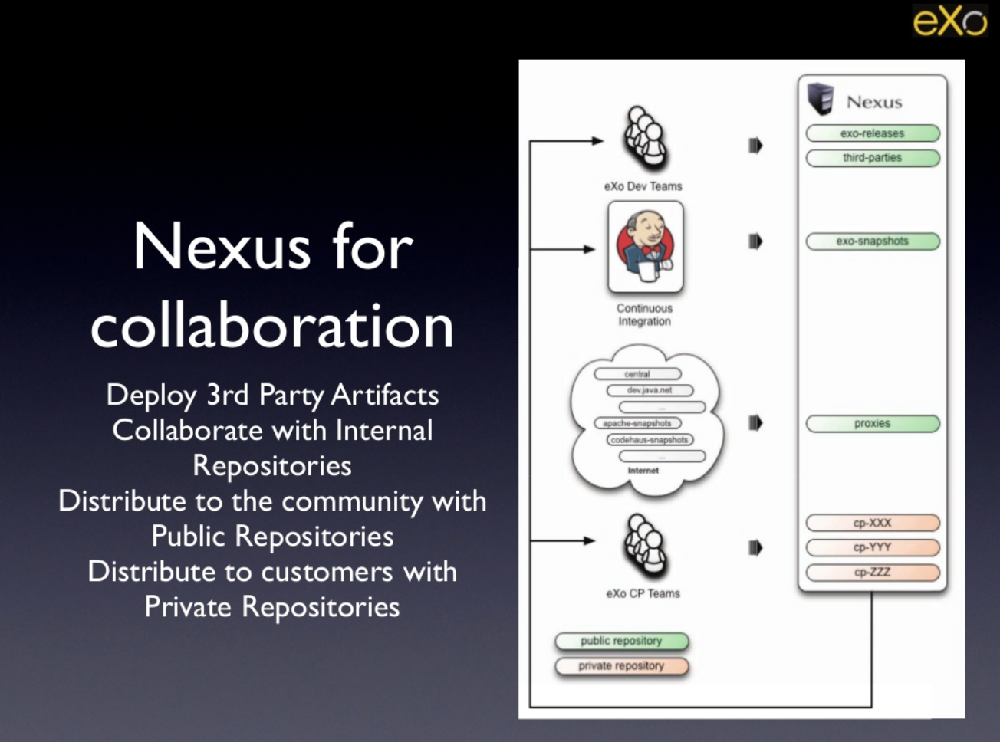 eXo
Nexus for
collaboration
Deploy 3rd Party Artifacts
Collaborate with Internal
Repositories
Distribute to the community with
Public Repositories
Distribute to customers with
Private Repositories
Nexus
exo-releases
third-parties
eXo Dev Teams
exo-snapshots
Continuous
Integration
central
dev.java.net
...
apache-snapshots
codehaus-snapshots
...
Internet
proxies
cp-XXX
cp-YYY
cp-ZZZ
eXo CP Teams
public repository
private repository